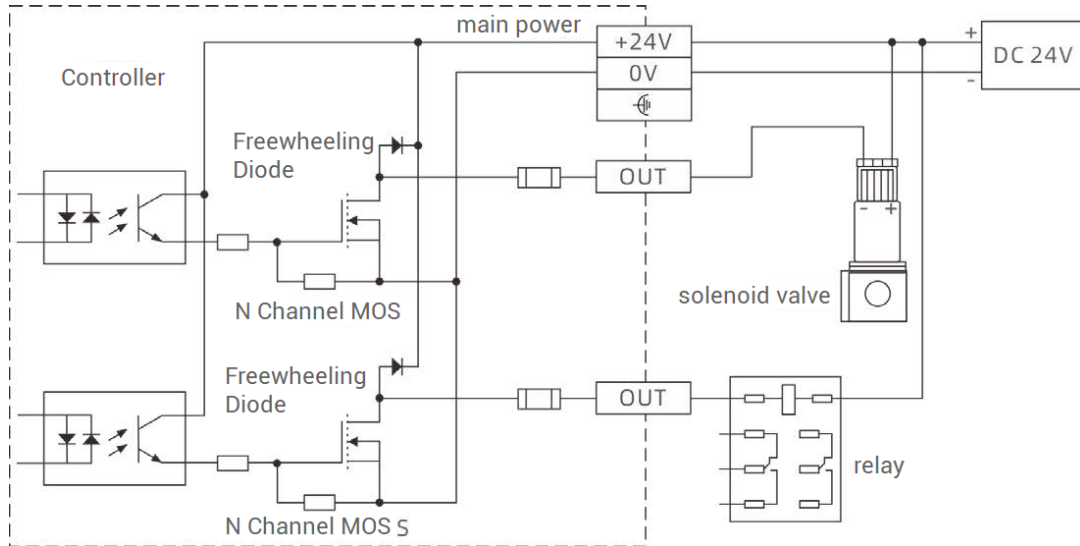 main power
+24V
+
DC 24V
Controller
0V
-
Freewheeling
Diode
OUT
- +
solenoid valve
N Channel MOS
Freewheeling
Diode
OUT
relay
N Channel MOS S